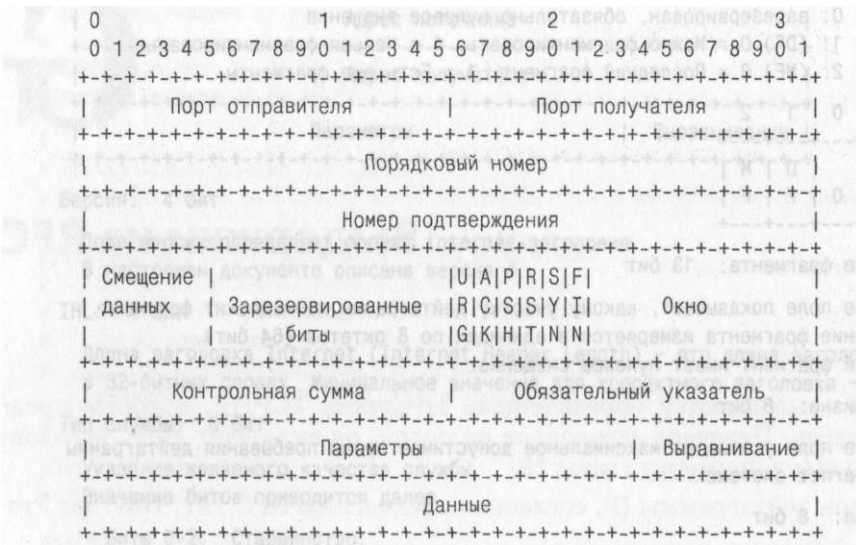 0 1 2 3
0 1 2 3 4 5 6 7 8 9 0 1 2 3 4 5 6 7 8 9 0 1 2 3 4 5 6 7 8 9 0 1
+-+-+-+-+-+-+-+-+-+-+-+-+-+-+-+-+-+-+-+-+-+-+-+-+-+-+-+-+-+-+-+-+
| Порт отправителя | Порт получателя |
+-+-+-+-+-+-+-+-+-+-+-+-+-+-+-+-+-+-+-+-+-+-+-+-+-+-+-+-+-+-+-+-+
| Порядковый номер |
+-+-+-+-+-+-+-+-+-+-+-+-+-+-+-+-+-+-+-+-+-+-+-+-+-+-+-+-+-+-+-+-+
| Номер подтверждения |
+-+-+-+-+-+-+-+-+-+-+-+-+-+-+-+-+-+-+-+-+-+-+-+-+-+-+-+-+-+-+-+-+
| Смещение | |U|A|P|R|S|F| |
| данных | Зарезервированные |R|C|S|S|Y|I| Окно |
| | биты |G|K|H|T|N|N| |
+-+-+-+-+-+-+-+-+-+-+-+-+-+-+-+-+-+-+-+-+-+-+-+-+-+-+-+-+-+-+-+-+
| Контрольная сумма | Обязательный указатель |
+-+-+-+-+-+-+-+-+-+-+-+-+-+-+-+-+-+-+-+-+-+-+-+-+-+-+-+-+-+-+-+-+
| Параметры | Выравнивание |
+-+-+-+-+-+-+-+-+-+-+-+-+-+-+-+-+-+-+-+-+-+-+-+-+-+-+-+-+-+-+-+-+
| Данные |
+-+-+-+-+-+-+-+-+-+-+-+-+-+-+-+-+-+-+-+-+-+-+-+-+-+-+-+-+-+-+-+-+